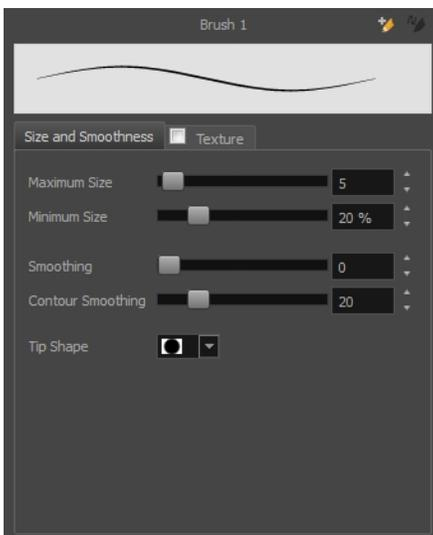 Brush 1
Size and Smoothness
Texture
Maximum Size 5
Minimum Size 20 %
Smoothing 0
Contour Smoothing 20
Tip Shape